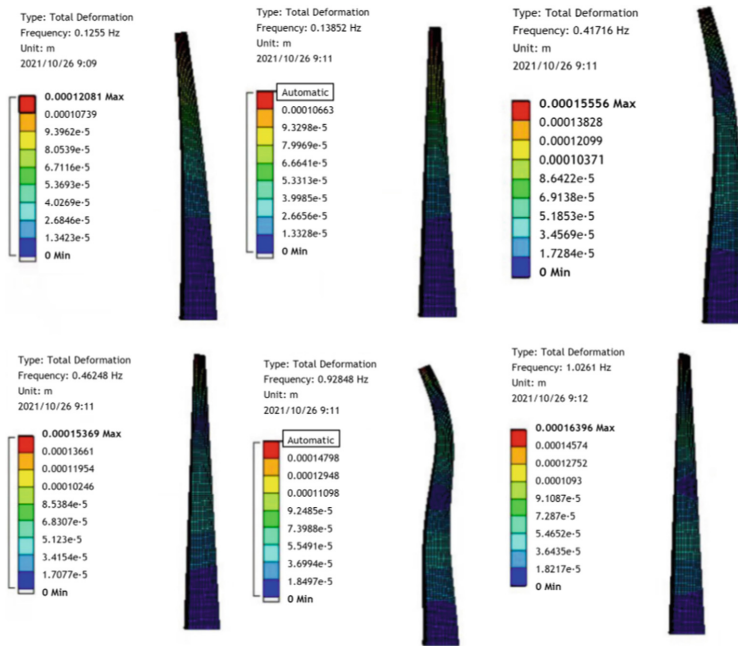 Type: Total Deformation
Frequency: 0.1255 Hz
Unit: m
2021/10/26 9:09
0.00012081 Max
0.00010739
9.3962e-5
8.0539e-5
6.7116e-5
5.3693e-5
4.0269e-5
2.6846e-5
1.3423e-5
0 Min
Type: Total Deformation
Frequency: 0.13852 Hz
Unit: m
2021/10/26 9:11
Automatic
0.00010663
9.3298e-5
7.9969e-5
6.6641e-5
5.3313e-5
3.9985e-5
2.6656e-5
1.3328e-5
0 Min
Type: Total Deformation
Frequency: 0.41716 Hz
Unit: m
2021/10/26 9:11
0.00015556 Max
0.00013828
0.00012099
0.00010371
8.6422e-5
6.9138e-5
5.1853e-5
3.4569e-5
1.7284e-5
0 Min
Type: Total Deformation
Frequency: 0.46248 Hz
Unit: m
2021/10/26 9:11
0.00015369 Max
0.00013661
0.00011954
0.00010246
8.5384e-5
6.8307e-5
5.123e-5
3.4154e-5
1.7077e-5
0 Min
Type: Total Deformation
Frequency: 0.92848 Hz
Unit: m
2021/10/26 9:11
Automatic
0.00014798
0.00012948
0.00011098
9.2485e-5
7.3988e-5
5.5491e-5
3.6994e-5
1.8497e-5
0 Min
Type: Total Deformation
Frequency: 1.0261 Hz
Unit: m
2021/10/26 9:12
0.00016396 Max
0.00014574
0.00012752
0.0001093
9.1087e-5
7.287e-5
5.4652e-5
3.6435e-5
1.8217e-5
0 Min